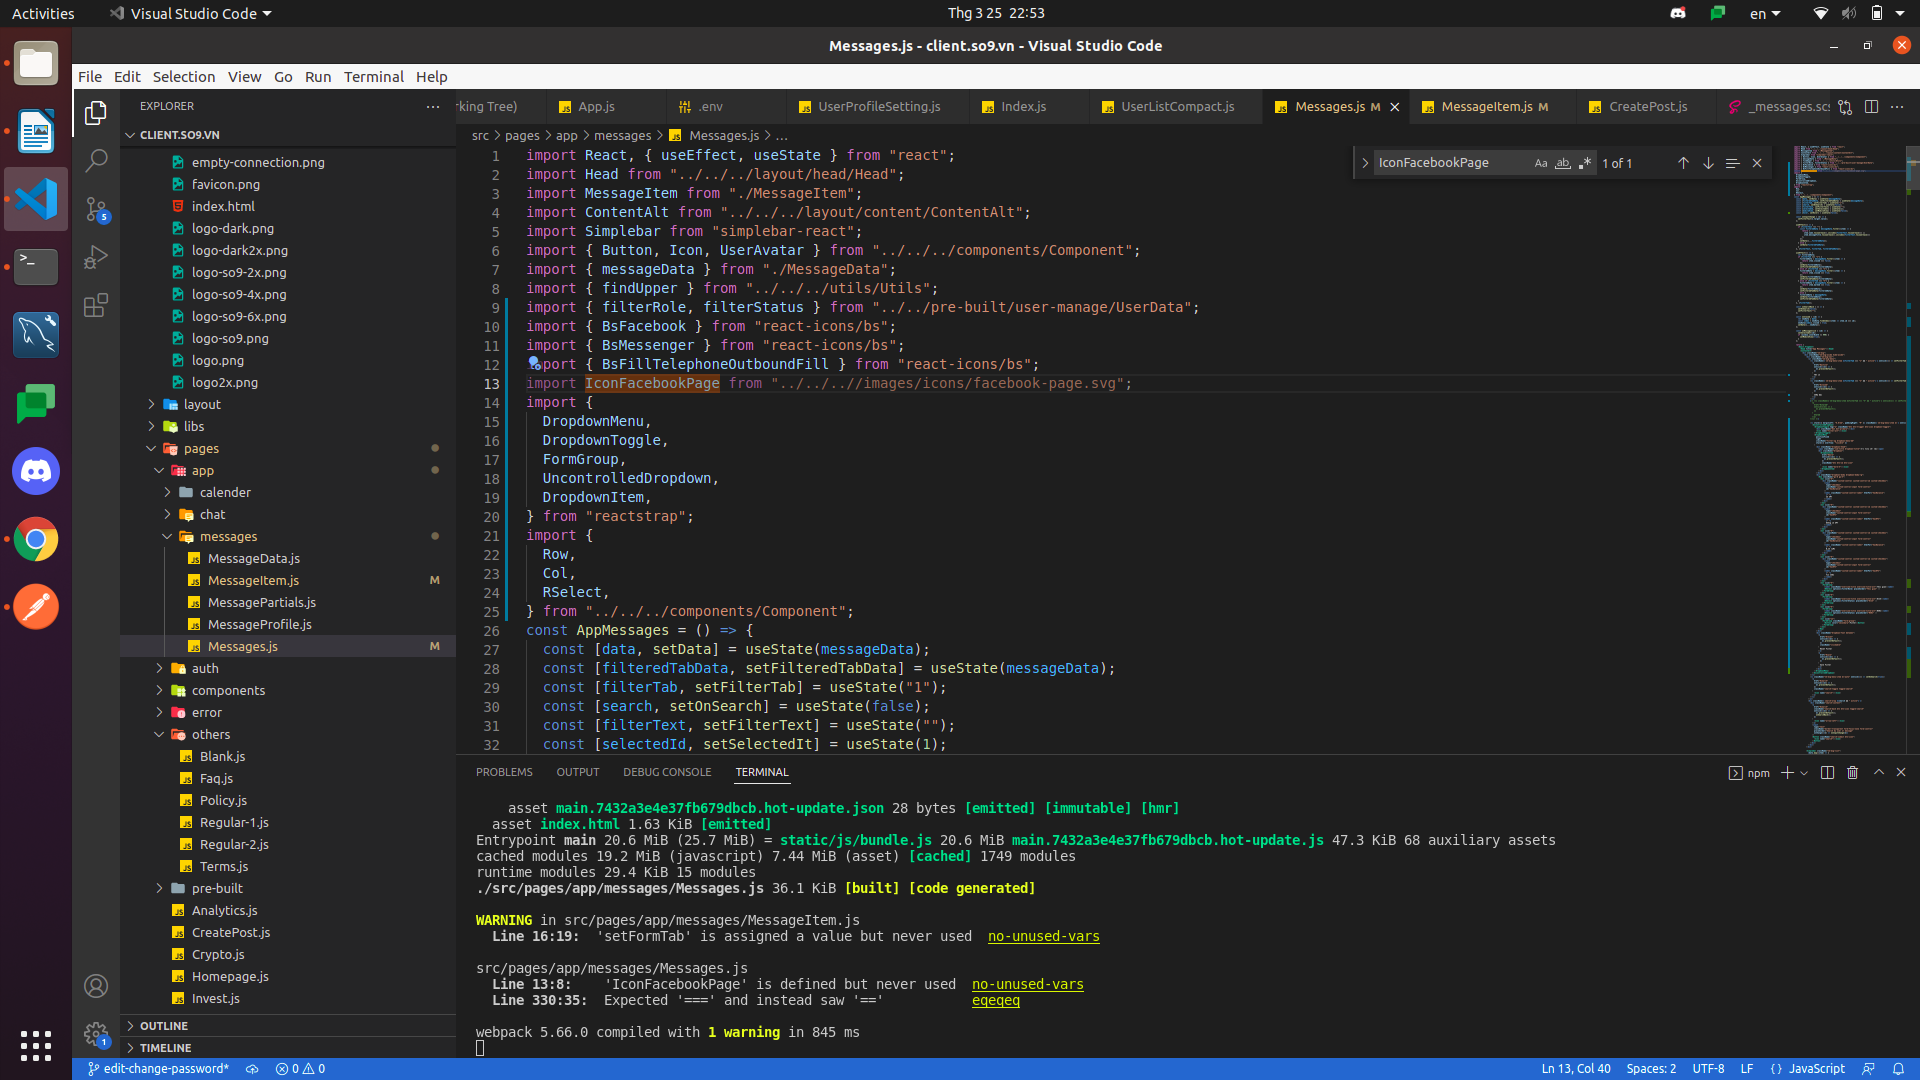 Activities
Visual Studio Code
Thg 3 25 22:53
en
Messages.js - client.so9.vn - Visual Studio Code
File Edit Selection View Go Run Terminal Help
EXPLORER
rking Tree)
App.js
.env
UserProfileSetting.js
Index.js
UserListCompact.js
Messages.js M
MessageItem.js M
CreatePost.js
_messages.scs
CLIENT.SO9.VN
empty-connection.png
favicon.png
index.html
logo-dark.png
logo-dark2x.png
logo-so9-2x.png
logo-so9-4x.png
logo-so9-6x.png
logo-so9.png
logo.png
logo2x.png
layout
libs
pages
app
calender
chat
messages
MessageData.js
MessageItem.js M
MessagePartials.js
MessageProfile.js
Messages.js M
auth
components
error
others
Blank.js
Faq.js
Policy.js
Regular-1.js
Regular-2.js
Terms.js
pre-built
Analytics.js
CreatePost.js
Crypto.js
Homepage.js
Invest.js
OUTLINE
TIMELINE
5
1
src > pages > app > messages > Messages.js > ...
IconFacebookPage
Aa ab 1 of 1
1 import React, { useEffect, useState } from "react";
2 import Head from "../../../layout/head/Head";
3 import MessageItem from "./MessageItem";
4 import ContentAlt from "../../../layout/content/ContentAlt";
5 import Simplebar from "simplebar-react";
6 import { Button, Icon, UserAvatar } from "../../../components/Component";
7 import { messageData } from "./MessageData";
8 import { findUpper } from "../../../utils/Utils";
9 import { filterRole, filterStatus } from "../../pre-built/user-manage/UserData";
10 import { BsFacebook } from "react-icons/bs";
11 import { BsMessenger } from "react-icons/bs";
12 import { BsFillTelephoneOutboundFill } from "react-icons/bs";
13 import IconFacebookPage from "../../..//images/icons/facebook-page.svg";
14 import {
15 DropdownMenu,
16 DropdownToggle,
17 FormGroup,
18 UncontrolledDropdown,
19 DropdownItem,
20 } from "reactstrap";
21 import {
22 Row,
23 Col,
24 RSelect,
25 } from "../../../components/Component";
26 const AppMessages = () => {
27 const [data, setData] = useState(messageData);
28 const [filteredTabData, setFilteredTabData] = useState(messageData);
29 const [filterTab, setFilterTab] = useState("1");
30 const [search, setOnSearch] = useState(false);
31 const [filterText, setFilterText] = useState("");
32 const [selectedId, setSelectedIt] = useState(1);
PROBLEMS OUTPUT DEBUG CONSOLE TERMINAL
npm
asset main.7432a3e4e37fb679dbcb.hot-update.json 28 bytes [emitted] [immutable] [hmr]
asset index.html 1.63 KiB [emitted]
Entrypoint main 20.6 MiB (25.7 MiB) = static/js/bundle.js 20.6 MiB main.7432a3e4e37fb679dbcb.hot-update.js 47.3 KiB 68 auxiliary assets
cached modules 19.2 MiB (javascript) 7.44 MiB (asset) [cached] 1749 modules
runtime modules 29.4 KiB 15 modules
./src/pages/app/messages/Messages.js 36.1 KiB [built] [code generated]
WARNING in src/pages/app/messages/MessageItem.js
Line 16:19: 'setFormTab' is assigned a value but never used no-unused-vars
src/pages/app/messages/Messages.js
Line 13:8: 'IconFacebookPage' is defined but never used no-unused-vars
Line 330:35: Expected '===' and instead saw '==' eqeqeq
webpack 5.66.0 compiled with 1 warning in 845 ms
edit-change-password*
0 0
Ln 13, Col 40
Spaces: 2
UTF-8
LF
{ } JavaScript